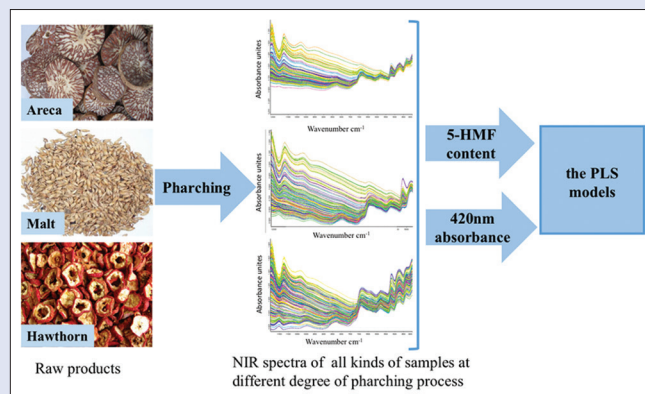 Areca
Malt
Hawthorn
Raw products
Pharching
Absorbance unites
Wavenumber cm-1
Absorbance unites
Wavenumber cm-1
Absorbance unites
Wavenumber cm-1
NIR spectra of all kinds of samples at
different degree of pharching process
5-HMF
content
420nm
absorbance
the PLS
models